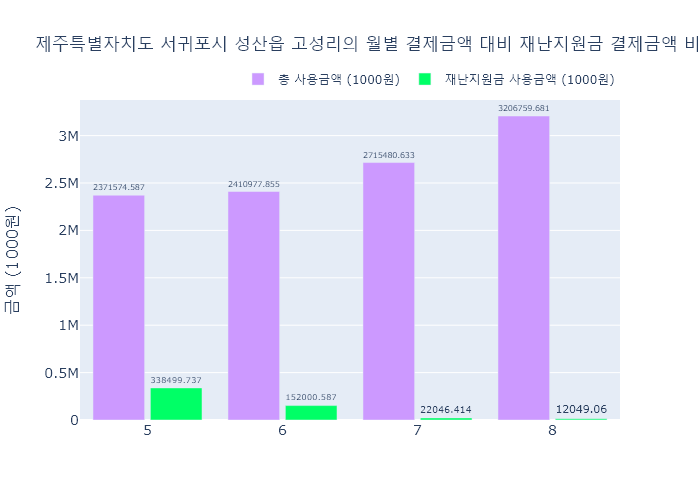 제주특별자치도 서귀포시 성산읍 고성리의 월별 결제금액 대비 재난지원금 결제금액 비
총 사용금액 (1000원)
재난지원금 사용금액 (1000원)
금액 (1000원)
3M
2.5M
2M
1.5M
1M
0.5M
0
2371574.587
338499.737
2410977.855
152000.587
2715480.633
22046.414
3206759.681
12049.06
5
6
7
8